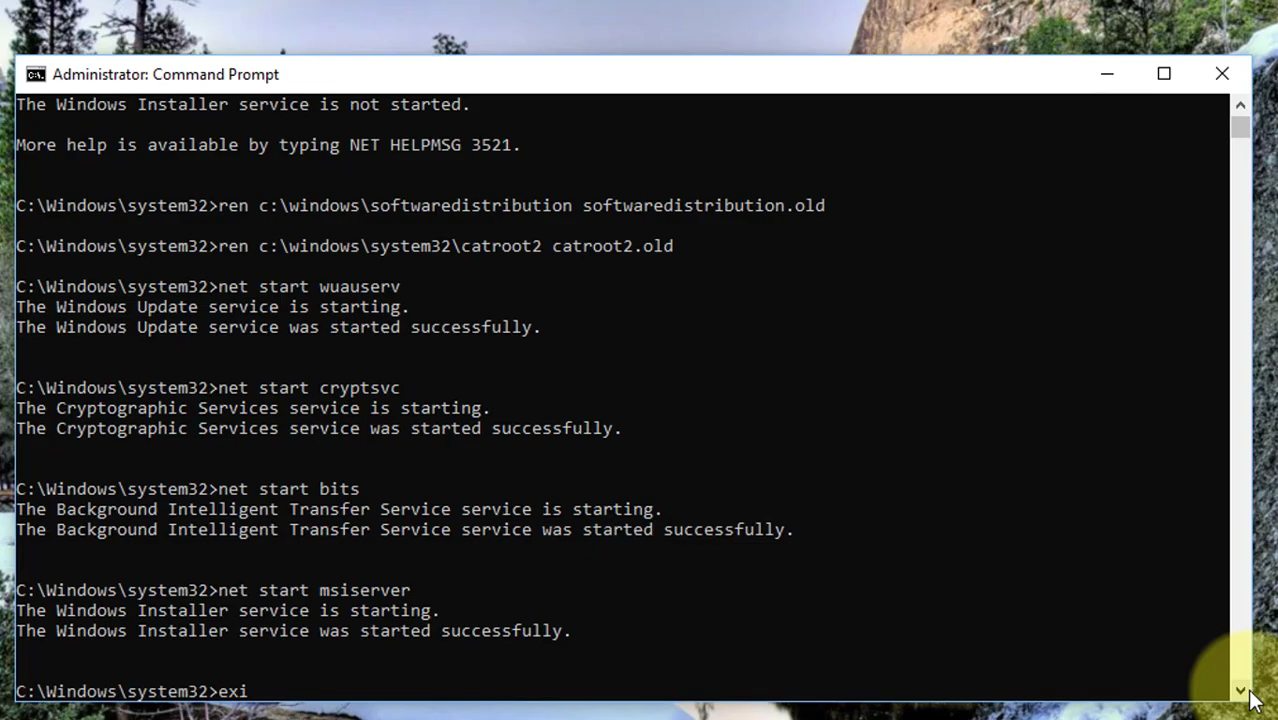 Administrator: Command Prompt
The Windows Installer service is not started.
More help is available by typing NET HELPMSG 3521.
C:\Windows\system32>ren c:\windows\softwaredistribution softwaredistribution.old
C:\Windows\system32>ren c:\windows\system32\catroot2 catroot2.old
C:\Windows\system32>net start wuauserv
The Windows Update service is starting.
The Windows Update service was started successfully.
C:\Windows\system32>net start cryptsvc
The Cryptographic Services service is starting.
The Cryptographic Services service was started successfully.
C:\Windows\system32>net start bits
The Background Intelligent Transfer Service service is starting.
The Background Intelligent Transfer Service service was started successfully.
C:\Windows\system32>net start msiserver
The Windows Installer service is starting.
The Windows Installer service was started successfully.
C:\Windows\system32>exi